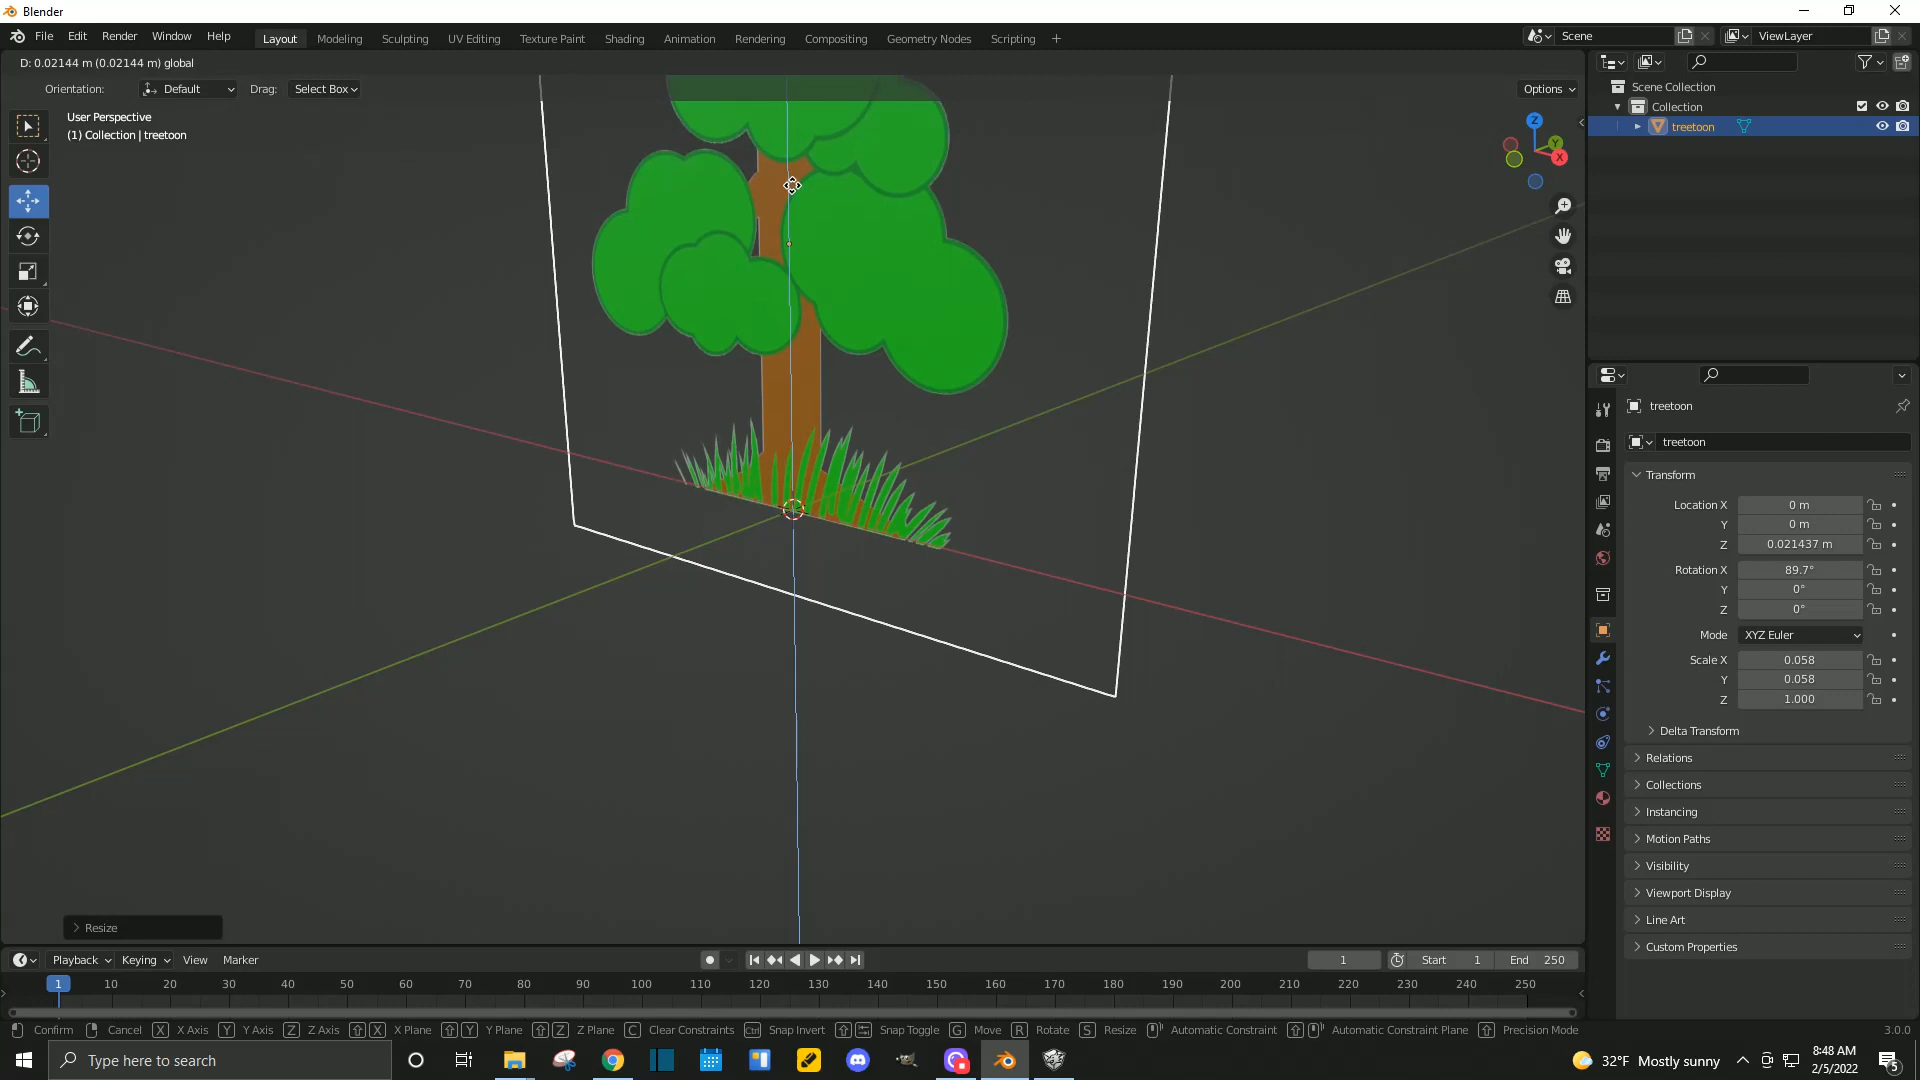 Blender
File Edit Render Window Help
Layout Modeling Sculpting UV Editing Texture Paint Shading Animation Rendering Compositing Geometry Nodes Scripting +
Scene
ViewLayer
D: 0.02144 m (0.02144 m) global
Orientation: Default Drag: Select Box
Options
User Perspective
(1) Collection | treetoon
Z
Y
X
Scene Collection
Collection
treetoon
treetoon
treetoon
Transform
Location X 0 m
Y 0 m
Z 0.021437 m
Rotation X 89.7°
Y 0°
Z 0°
Mode XYZ Euler
Scale X 0.058
Y 0.058
Z 1.000
Delta Transform
Relations
Collections
Instancing
Motion Paths
Visibility
Viewport Display
Line Art
Custom Properties
Resize
Playback Keying View Marker
1 Start 1 End 250
1 10 20 30 40 50 60 70 80 90 100 110 120 130 140 150 160 170 180 190 200 210 220 230 240 250
Confirm Cancel X X Axis Y Y Axis Z Z Axis X X Plane Y Y Plane Z Z Plane C Clear Constraints Ctrl Snap Invert Snap Toggle G Move R Rotate S Resize Automatic Constraint Automatic Constraint Plane Precision Mode 3.0.0
Type here to search
32°F Mostly sunny
8:48 AM
2/5/2022
5